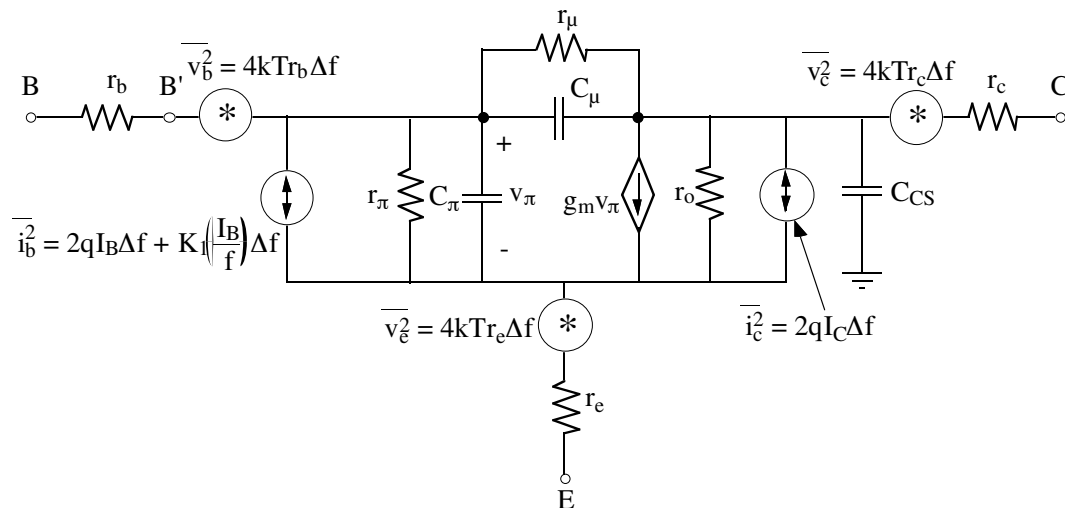 r_μ
v_b^2 = 4kTr_bΔf
v_c^2 = 4kTr_cΔf
B
r_b
B'
C_μ
r_c
C
*
*
+
r_π
C_π
v_π
g_mv_π
r_o
C_CS
i_b^2 = 2qI_BΔf + K_1(I_B/f)Δf
-
v_e^2 = 4kTr_eΔf
*
i_c^2 = 2qI_CΔf
r_e
E